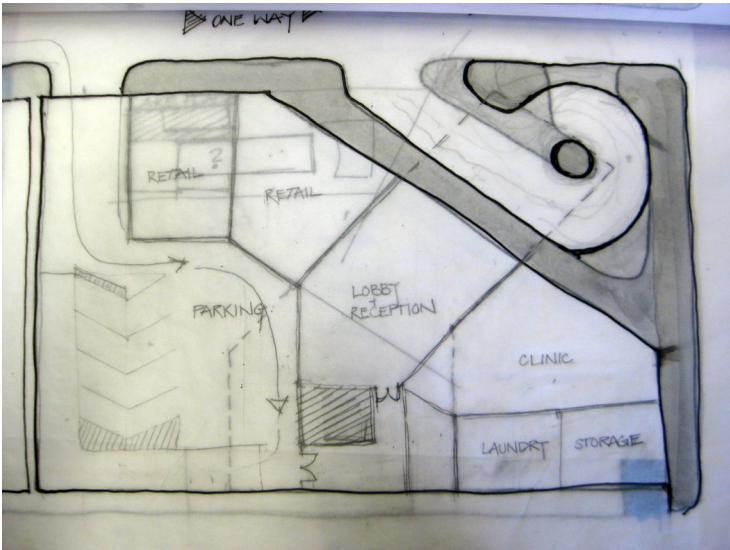 ONE WAY
RETAIL
?
RETAIL
PARKING
LOBBY
+
RECEPTION
CLINIC
LAUNDRY
STORAGE